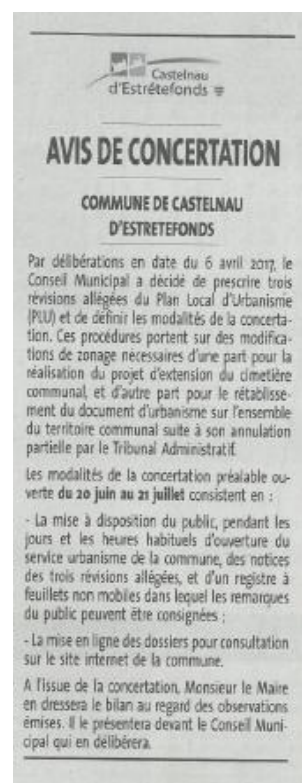 Castelnau
d'Estrétefonds
AVIS DE CONCERTATION
COMMUNE DE CASTELNAU
D'ESTRETEFONDS
Par délibérations en date du 6 avril 2017, le
Conseil Municipal a décidé de prescrire trois
révisions allégées du Plan Local d'Urbanisme
(PLU) et de définir les modalités de la concerta-
tion. Ces procédures portent sur des modifica-
tions de zonage nécessaires d'une part pour la
réalisation du projet d'extension du cimetière
communal, et d'autre part pour le rétablisse-
ment du document d'urbanisme sur l'ensemble
du territoire communal suite à son annulation
partielle par le Tribunal Administratif.
Les modalités de la concertation préalable ou-
verte du 20 juin au 21 juillet consistent en :
- La mise à disposition du public, pendant les
jours et les heures habituels d'ouverture du
service urbanisme de la commune, des notices
des trois révisions allégées, et d'un registre à
feuillets non mobiles dans lequel les remarques
du public peuvent être consignées ;
- La mise en ligne des dossiers pour consultation
sur le site internet de la commune.
A l'issue de la concertation, Monsieur le Maire
en dressera le bilan au regard des observations
émises. Il le présentera devant le Conseil Muni-
cipal qui en délibérera.